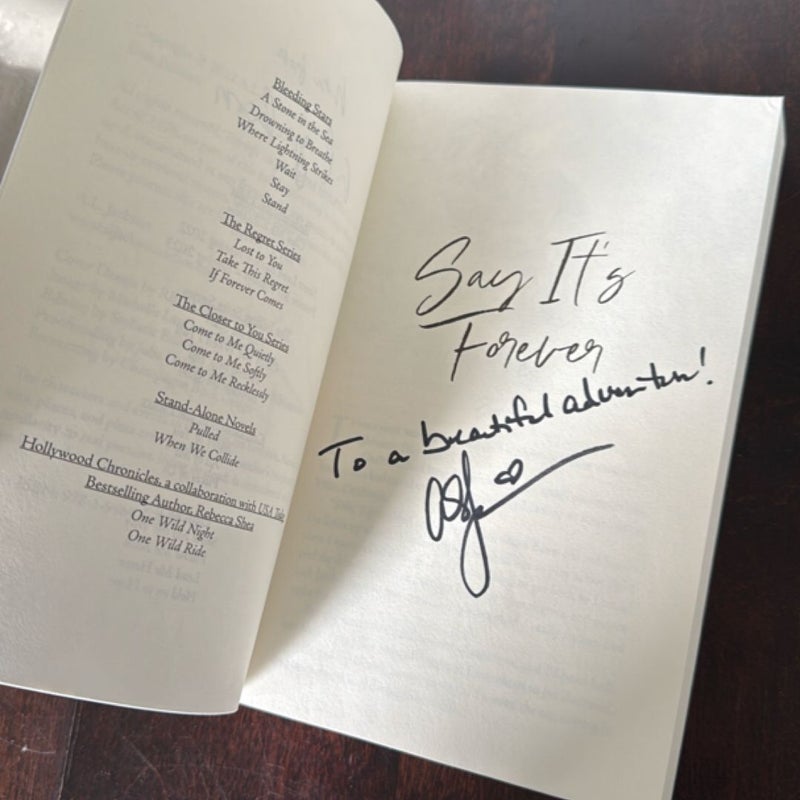 Bleeding Stars
A Stone in the Sea
Drowning to Breathe
Where Lightning Strikes
Wait
Stay
Stand
The Regret Series
Lost to You
Take This Regret
If Forever Comes
The Closer to You Series
Come to Me Quietly
Come to Me Softly
Come to Me Recklessly
Stand-Alone Novels
Pulled
When We Collide
Hollywood Chronicles, a collaboration with USA Today
Bestselling Author, Rebecca Shea
One Wild Night
One Wild Ride
Say It's
Forever
To a beautiful adventure!